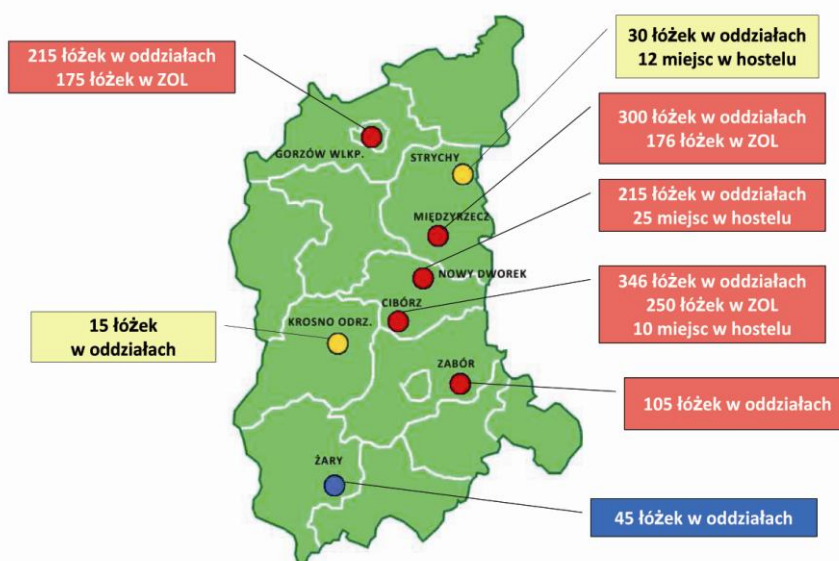 215 łóżek w oddziałach
175 łóżek w ZOL
30 łóżek w oddziałach
12 miejsc w hostelu
300 łóżek w oddziałach
176 łóżek w ZOL
GORZÓW WLKP.
STRYCHY
215 łóżek w oddziałach
25 miejsc w hostelu
MIĘDZYRZECZ
NOWY DWOREK
346 łóżek w oddziałach
250 łóżek w ZOL
10 miejsc w hostelu
CIBÓRZ
KROSNO ODRZ.
15 łóżek
w oddziałach
ZABÓR
105 łóżek w oddziałach
ŻARY
45 łóżek w oddziałach